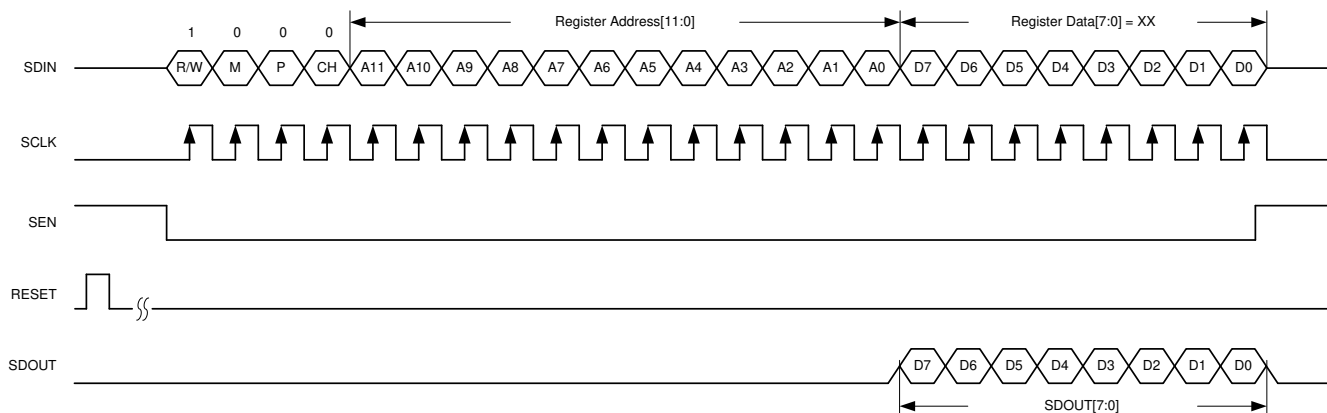 1 0 0 0 Register Address[11:0] Register Data[7:0] = XX
SDIN R/W M P CH A11 A10 A9 A8 A7 A6 A5 A4 A3 A2 A1 A0 D7 D6 D5 D4 D3 D2 D1 D0
SCLK
SEN
RESET
SDOUT D7 D6 D5 D4 D3 D2 D1 D0
SDOUT[7:0]